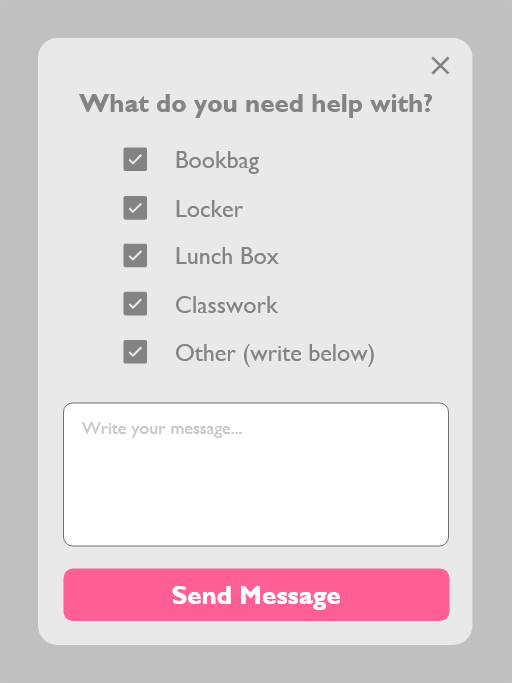 What do you need help with?
Bookbag
Locker
Lunch Box
Classwork
Other (write below)
Write your message...
Send Message